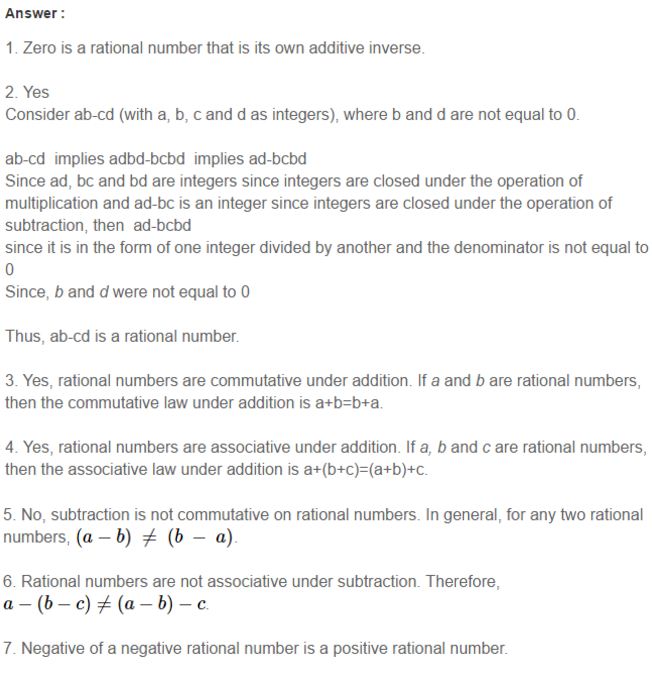 Answer :
1. Zero is a rational number that is its own additive inverse.
2. Yes
Consider ab-cd (with a, b, c and d as integers), where b and d are not equal to 0.
ab-cd implies adbd-bcbd implies ad-bcbd
Since ad, bc and bd are integers since integers are closed under the operation of
multiplication and ad-bc is an integer since integers are closed under the operation of
subtraction, then ad-bcbd
since it is in the form of one integer divided by another and the denominator is not equal to
0
Since, b and d were not equal to 0
Thus, ab-cd is a rational number.
3. Yes, rational numbers are commutative under addition. If a and b are rational numbers,
then the commutative law under addition is a+b=b+a.
4. Yes, rational numbers are associative under addition. If a, b and c are rational numbers,
then the associative law under addition is a+(b+c)=(a+b)+c.
5. No, subtraction is not commutative on rational numbers. In general, for any two rational
numbers, (a − b) ≠ (b − a).
6. Rational numbers are not associative under subtraction. Therefore,
a − (b − c) ≠ (a − b) − c.
7. Negative of a negative rational number is a positive rational number.